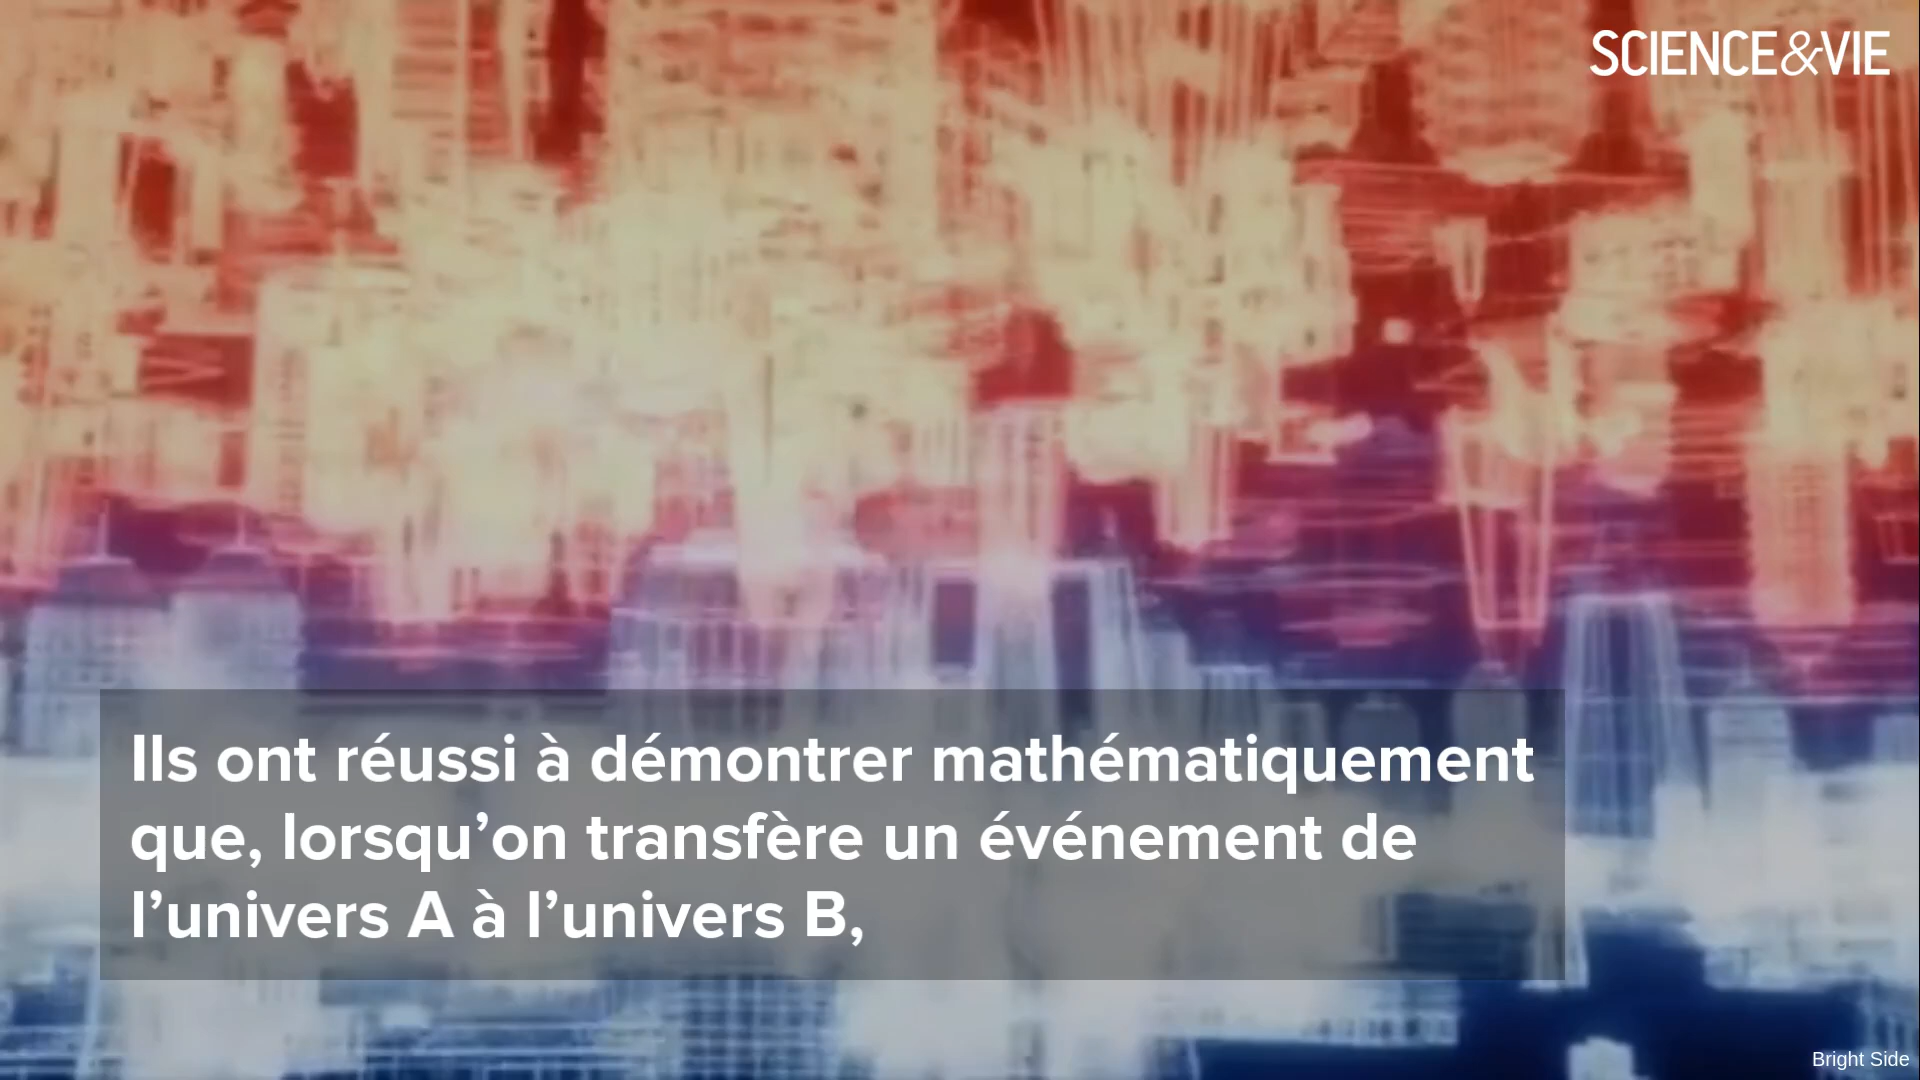 SCIENCE&VIE
Ils ont réussi à démontrer mathématiquement
que, lorsqu’on transfère un événement de
l’univers A à l’univers B,
Bright Side